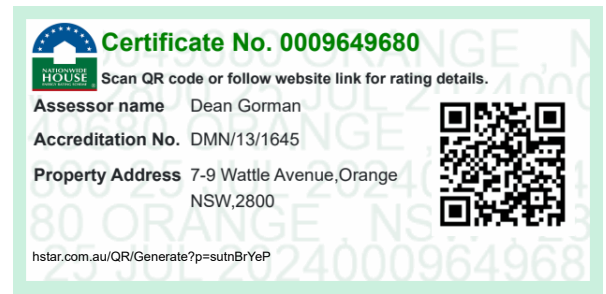 Certificate No. 0009649680
NATIONWIDE
HOUSE
ENERGY RATING SCHEME
Scan QR code or follow website link for rating details.
Assessor name Dean Gorman
Accreditation No. DMN/13/1645
Property Address 7-9 Wattle Avenue,Orange
NSW,2800
hstar.com.au/QR/Generate?p=sutnBrYeP